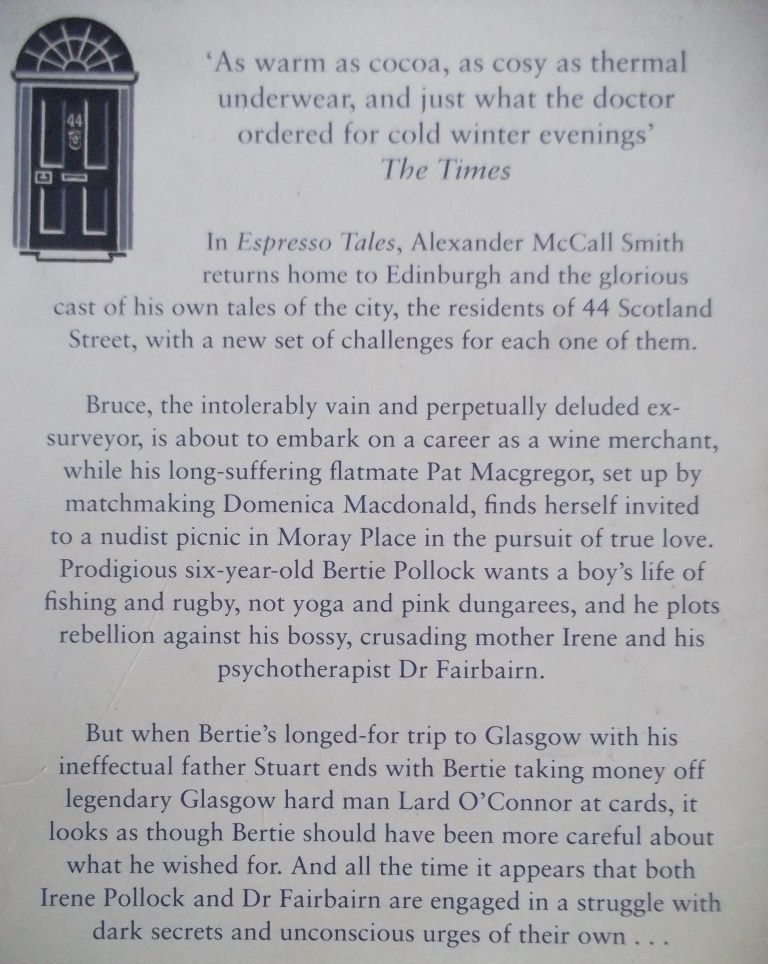 44
‘As warm as cocoa, as cosy as thermal
underwear, and just what the doctor
ordered for cold winter evenings’
The Times
In Espresso Tales, Alexander McCall Smith
returns home to Edinburgh and the glorious
cast of his own tales of the city, the residents of 44 Scotland
Street, with a new set of challenges for each one of them.
Bruce, the intolerably vain and perpetually deluded ex-
surveyor, is about to embark on a career as a wine merchant,
while his long-suffering flatmate Pat Macgregor, set up by
matchmaking Domenica Macdonald, finds herself invited
to a nudist picnic in Moray Place in the pursuit of true love.
Prodigious six-year-old Bertie Pollock wants a boy’s life of
fishing and rugby, not yoga and pink dungarees, and he plots
rebellion against his bossy, crusading mother Irene and his
psychotherapist Dr Fairbairn.
But when Bertie’s longed-for trip to Glasgow with his
ineffectual father Stuart ends with Bertie taking money off
legendary Glasgow hard man Lard O’Connor at cards, it
looks as though Bertie should have been more careful about
what he wished for. And all the time it appears that both
Irene Pollock and Dr Fairbairn are engaged in a struggle with
dark secrets and unconscious urges of their own . . .